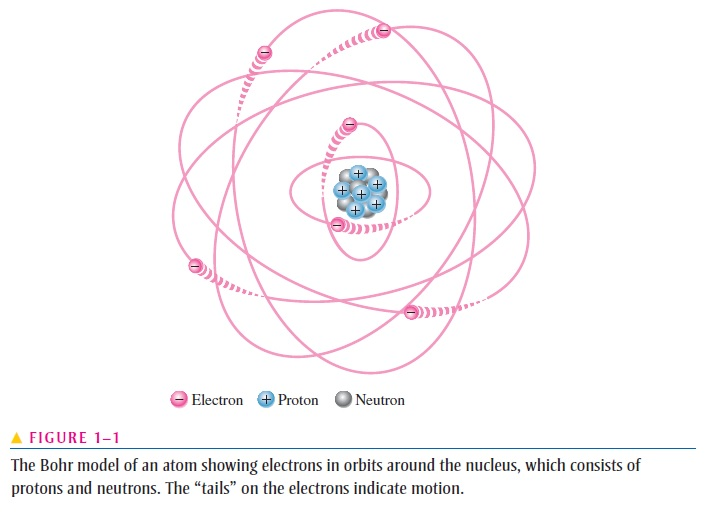 Electron Proton Neutron
FIGURE 1–1
The Bohr model of an atom showing electrons in orbits around the nucleus, which consists of
protons and neutrons. The “tails” on the electrons indicate motion.